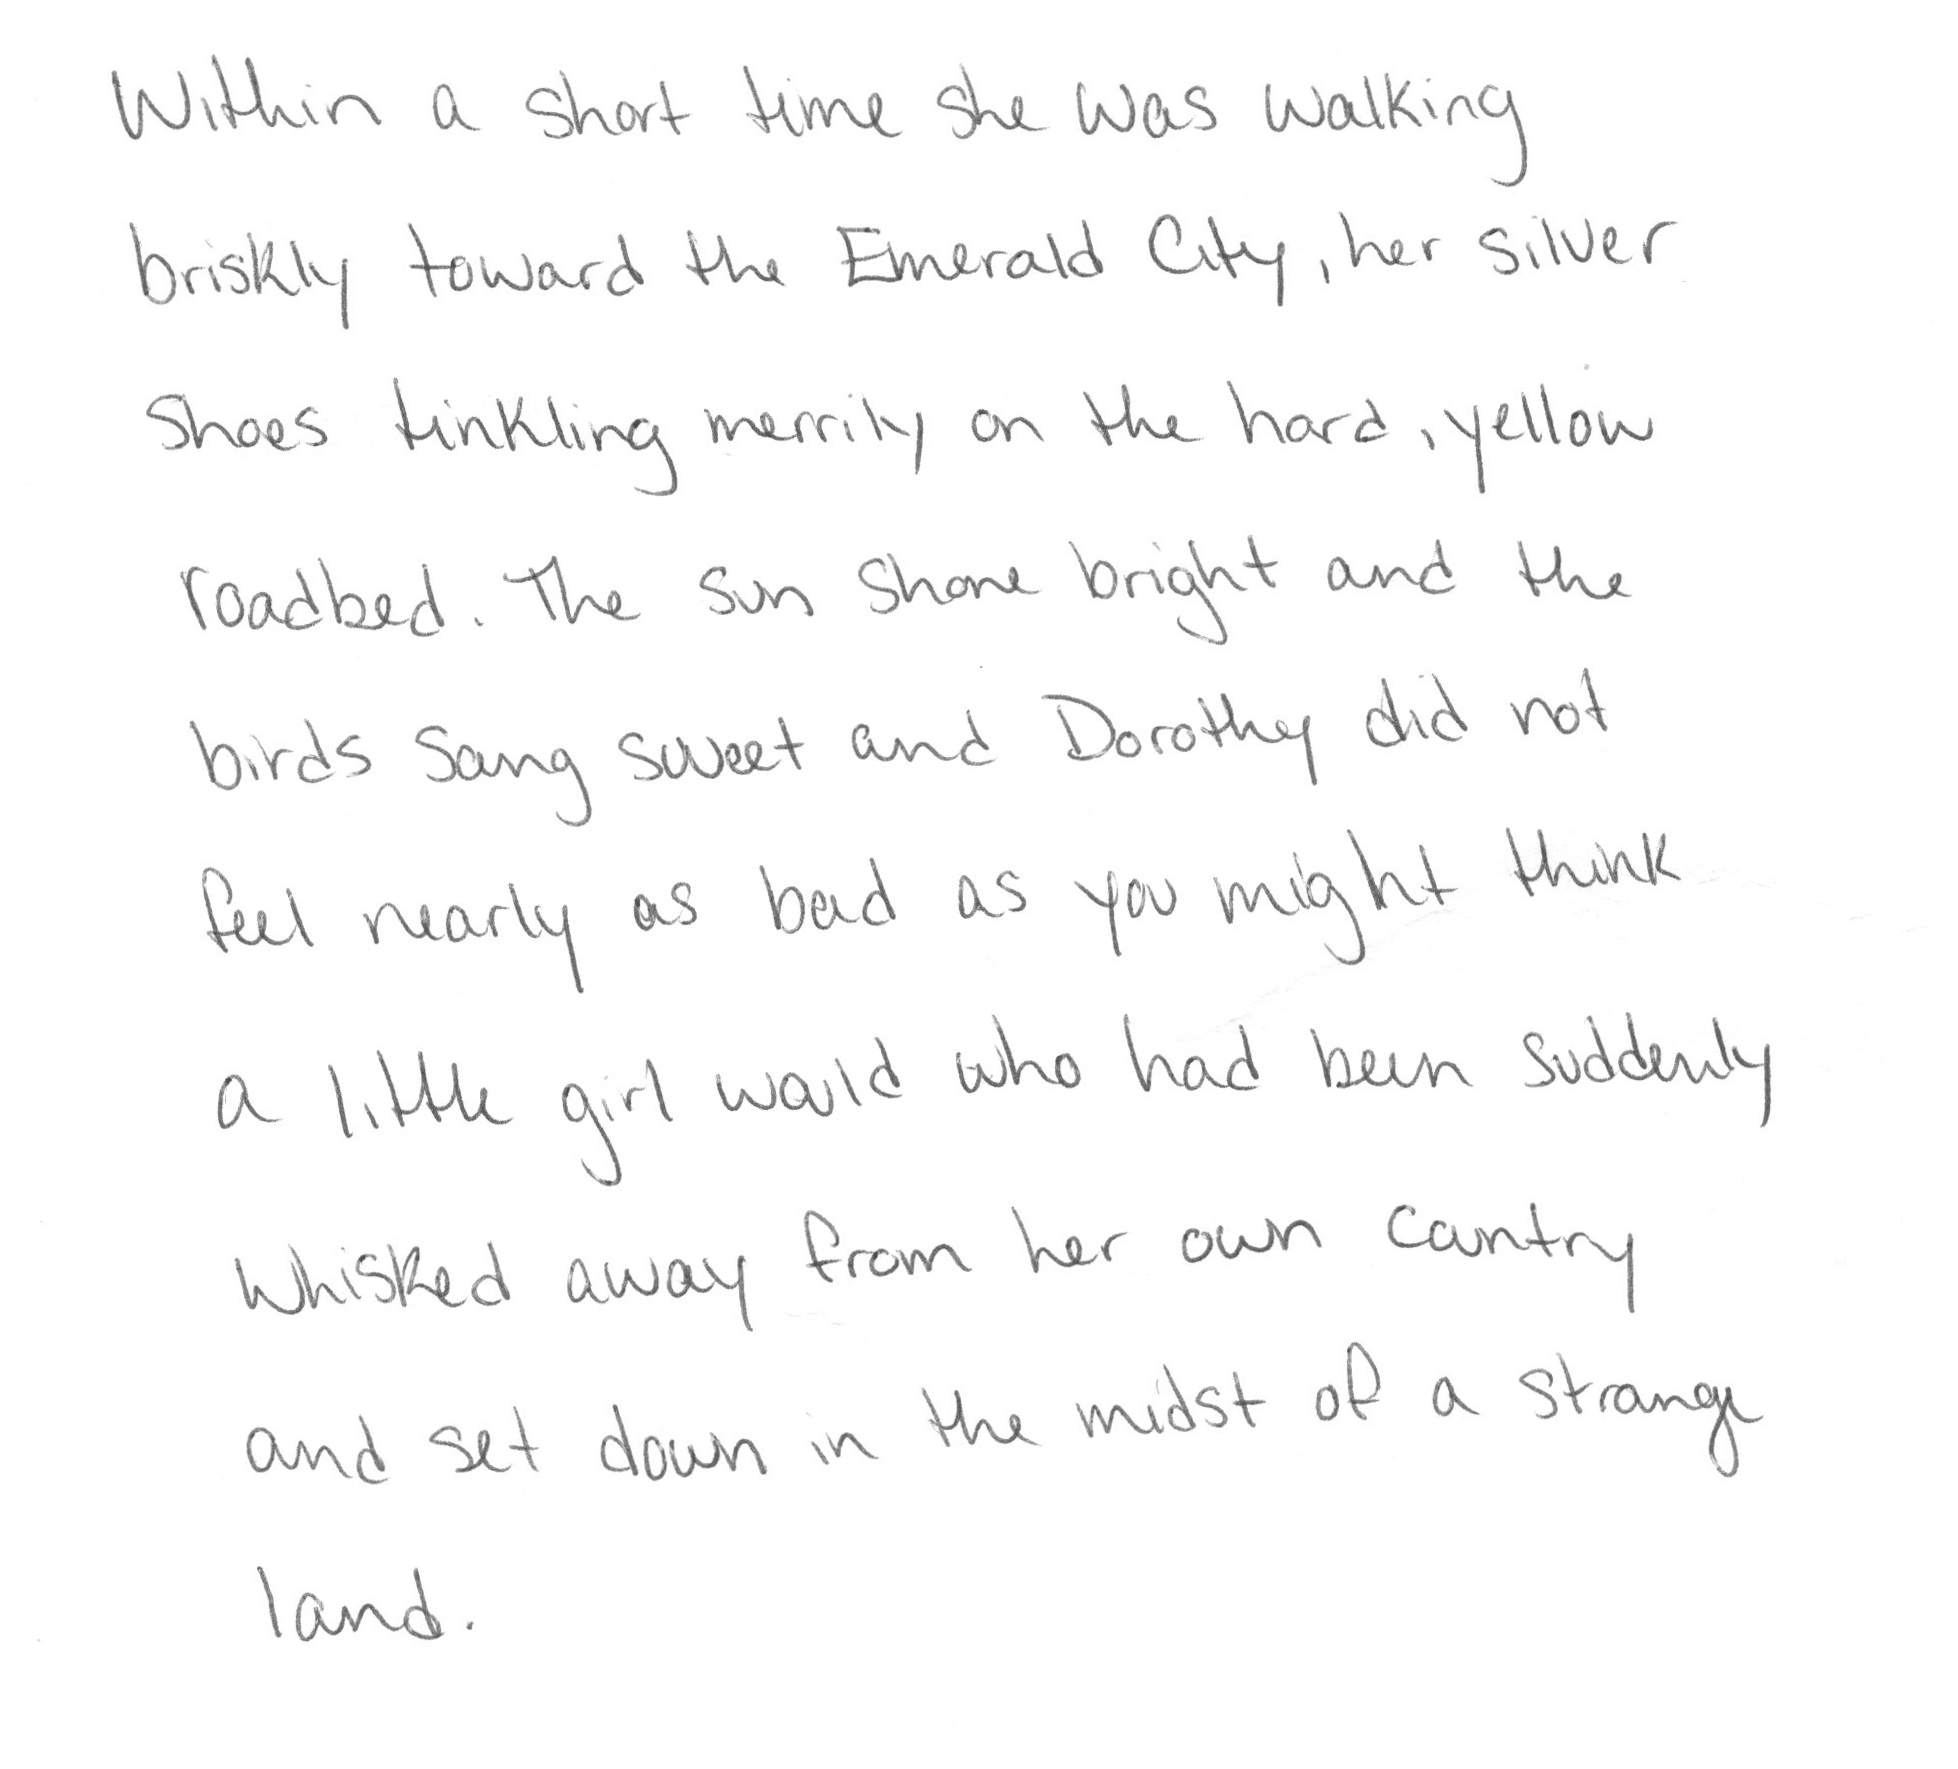 Within a short time she was walking
briskly toward the Emerald City, her silver
shoes tinkling merrily on the hard, yellow
roadbed. The sun shone bright and the
birds sang sweet and Dorothy did not
feel nearly as bad as you might think
a little girl would who had been suddenly
whisked away from her own country
and set down in the midst of a strange
land.